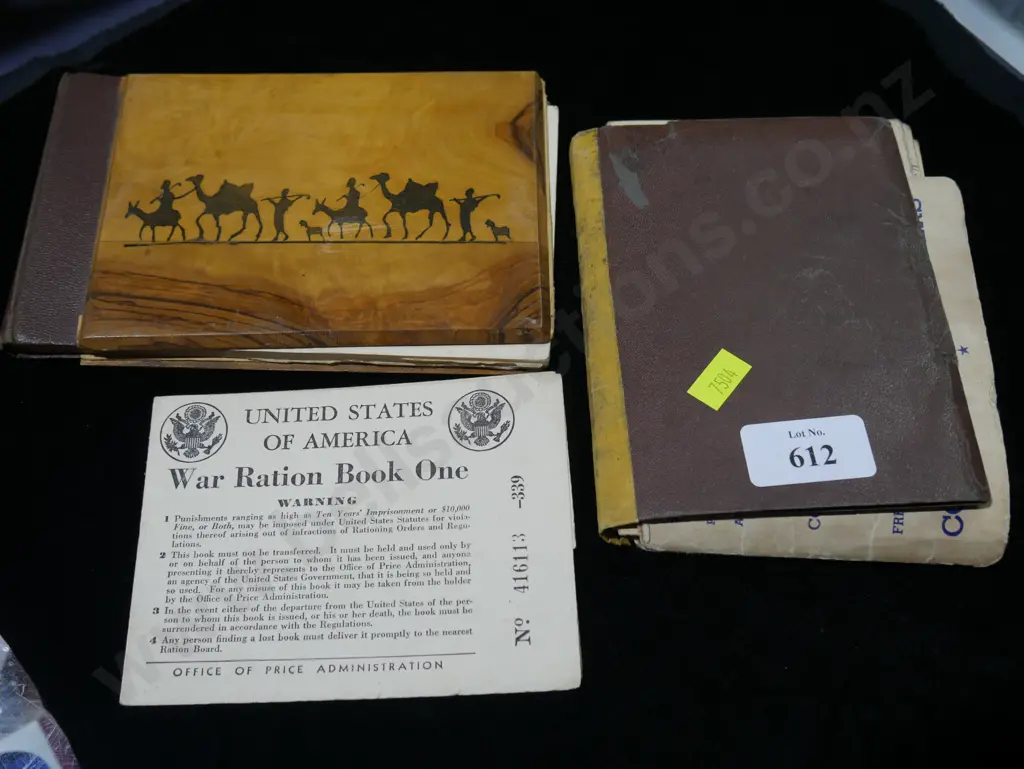 UNITED STATES
OF AMERICA
War Ration Book One
WARNING
1 Punishments ranging as high as Ten Years' Imprisonment or $10,000
Fine, or Both, may be imposed under United States Statutes for viola-
tions thereof arising out of infractions of Rationing Orders and Regu-
lations.
2 This book must not be transferred. It must be held and used only by
or on behalf of the person to whom it has been issued, and anyone
presenting it thereby represents to the Office of Price Administration,
an agency of the United States Government, that it is being so held and
so used. For any misuse of this book it may be taken from the holder
by the Office of Price Administration.
3 In the event either of the departure from the United States of the per-
son to whom this book is issued, or his or her death, the book must be
surrendered in accordance with the Regulations.
4 Any person finding a lost book must deliver it promptly to the nearest
Ration Board.
OFFICE OF PRICE ADMINISTRATION
No 416113 -339
7504
Lot No.
612
FRE
CO